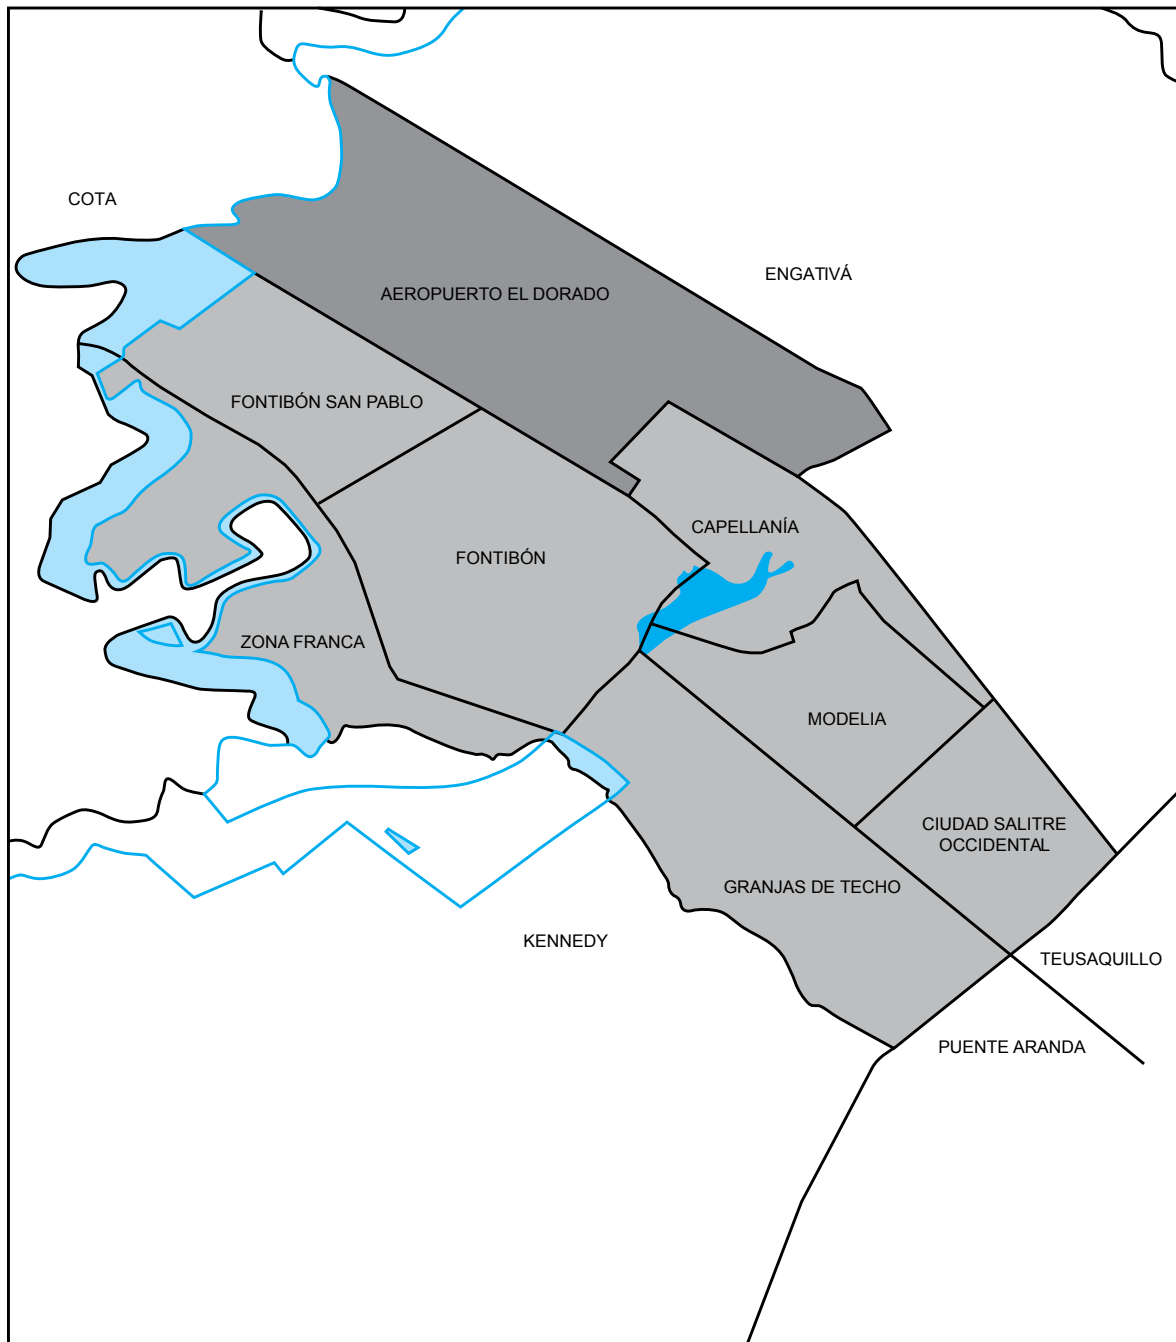 COTA
ENGATIVÁ
AEROPUERTO EL DORADO
FONTIBÓN SAN PABLO
CAPELLANÍA
FONTIBÓN
ZONA FRANCA
MODELIA
CIUDAD SALITRE
OCCIDENTAL
GRANJAS DE TECHO
KENNEDY
TEUSAQUILLO
PUENTE ARANDA